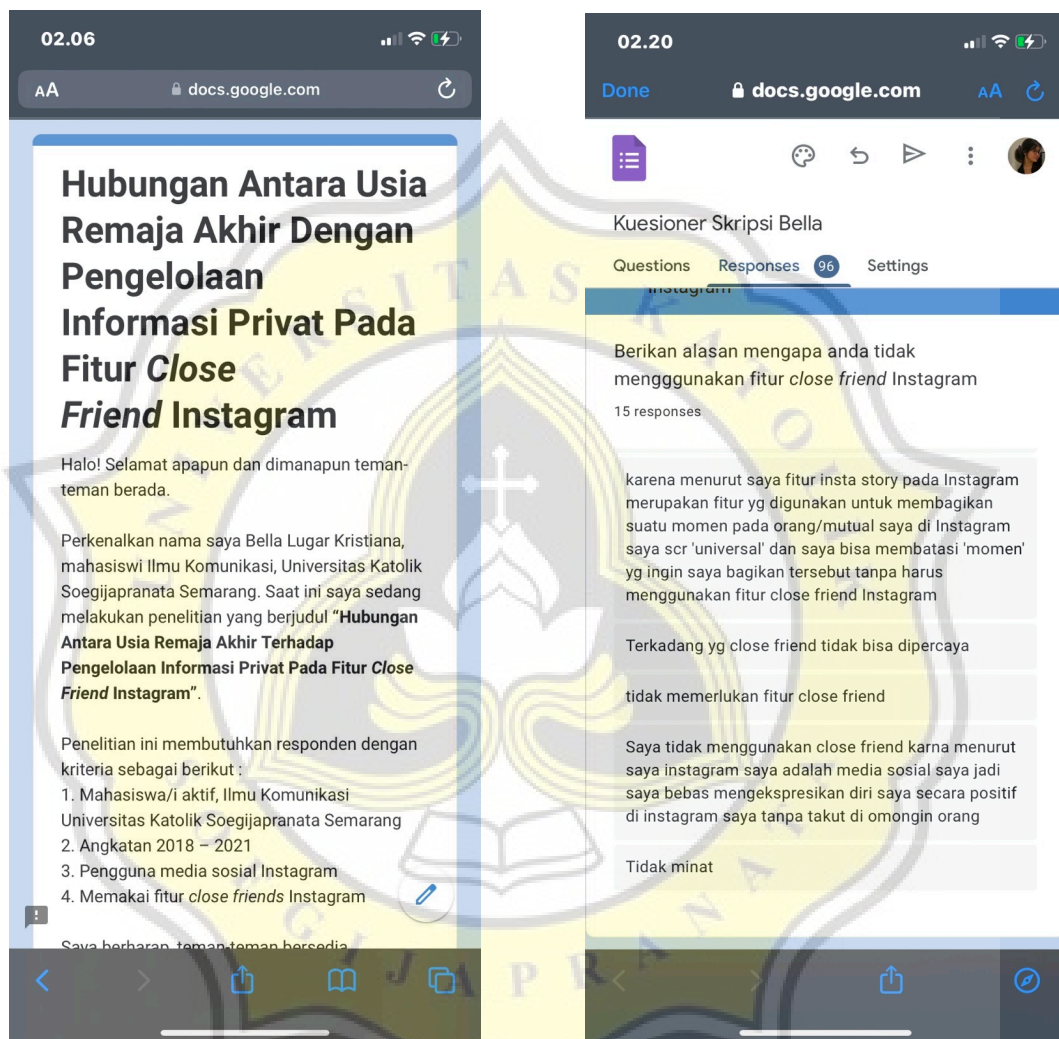 02.06
AA docs.google.com
Hubungan Antara Usia
Remaja Akhir Dengan
Pengelolaan
Informasi Privat Pada
Fitur Close
Friend Instagram
Halo! Selamat apapun dan dimanapun teman-
teman berada.
Perkenalkan nama saya Bella Lugar Kristiana,
mahasiswi Ilmu Komunikasi, Universitas Katolik
Soegijapranata Semarang. Saat ini saya sedang
melakukan penelitian yang berjudul “Hubungan
Antara Usia Remaja Akhir Terhadap
Pengelolaan Informasi Privat Pada Fitur Close
Friend Instagram”.
Penelitian ini membutuhkan responden dengan
kriteria sebagai berikut :
1. Mahasiswa/i aktif, Ilmu Komunikasi
Universitas Katolik Soegijapranata Semarang
2. Angkatan 2018 – 2021
3. Pengguna media sosial Instagram
4. Memakai fitur close friends Instagram
Saya berharap, teman-teman bersedia
02.20
Done docs.google.com AA
Kuesioner Skripsi Bella
Questions Responses 96 Settings
Instagram
Berikan alasan mengapa anda tidak
mengggunakan fitur close friend Instagram
15 responses
karena menurut saya fitur insta story pada Instagram
merupakan fitur yg digunakan untuk membagikan
suatu momen pada orang/mutual saya di Instagram
saya scr 'universal' dan saya bisa membatasi 'momen'
yg ingin saya bagikan tersebut tanpa harus
menggunakan fitur close friend Instagram
Terkadang yg close friend tidak bisa dipercaya
tidak memerlukan fitur close friend
Saya tidak menggunakan close friend karna menurut
saya instagram saya adalah media sosial saya jadi
saya bebas mengekspresikan diri saya secara positif
di instagram saya tanpa takut di omongin orang
Tidak minat
UNIVERSITAS KATOLIK
SOEGIJAPRANATA